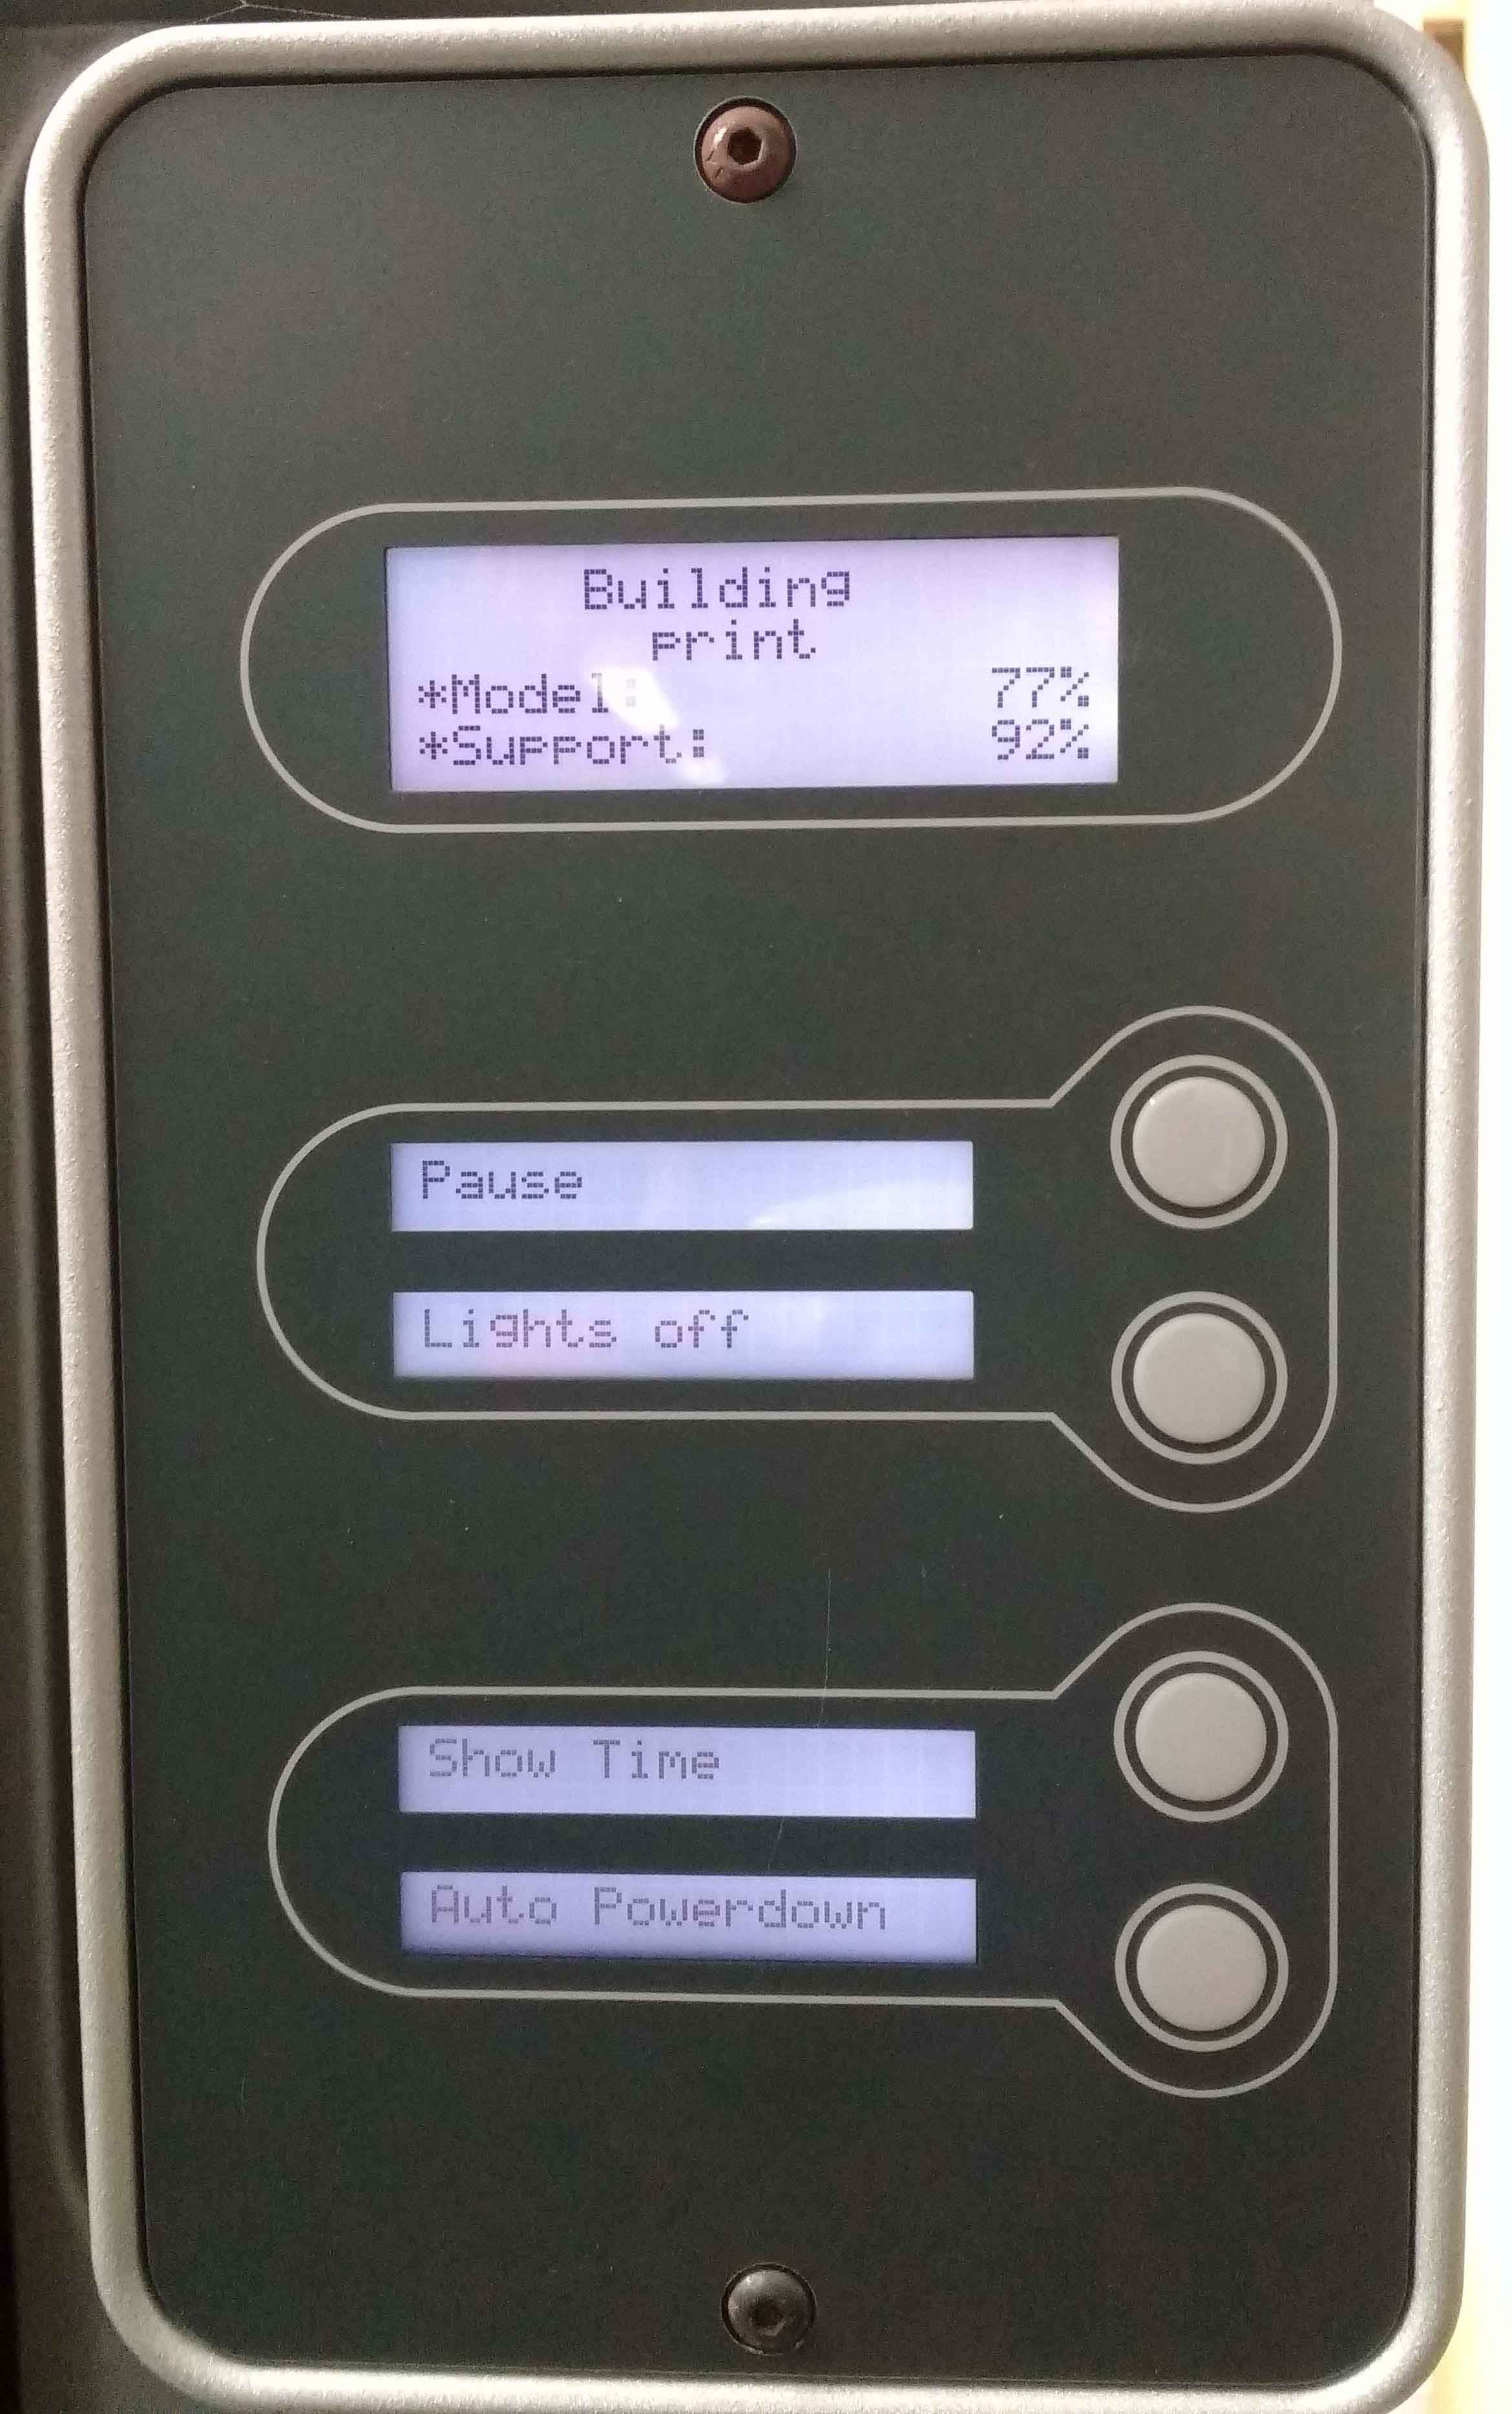 Building
print
*Model: 77%
*Support: 92%
Pause
Lights off
Show Time
Auto Powerdown